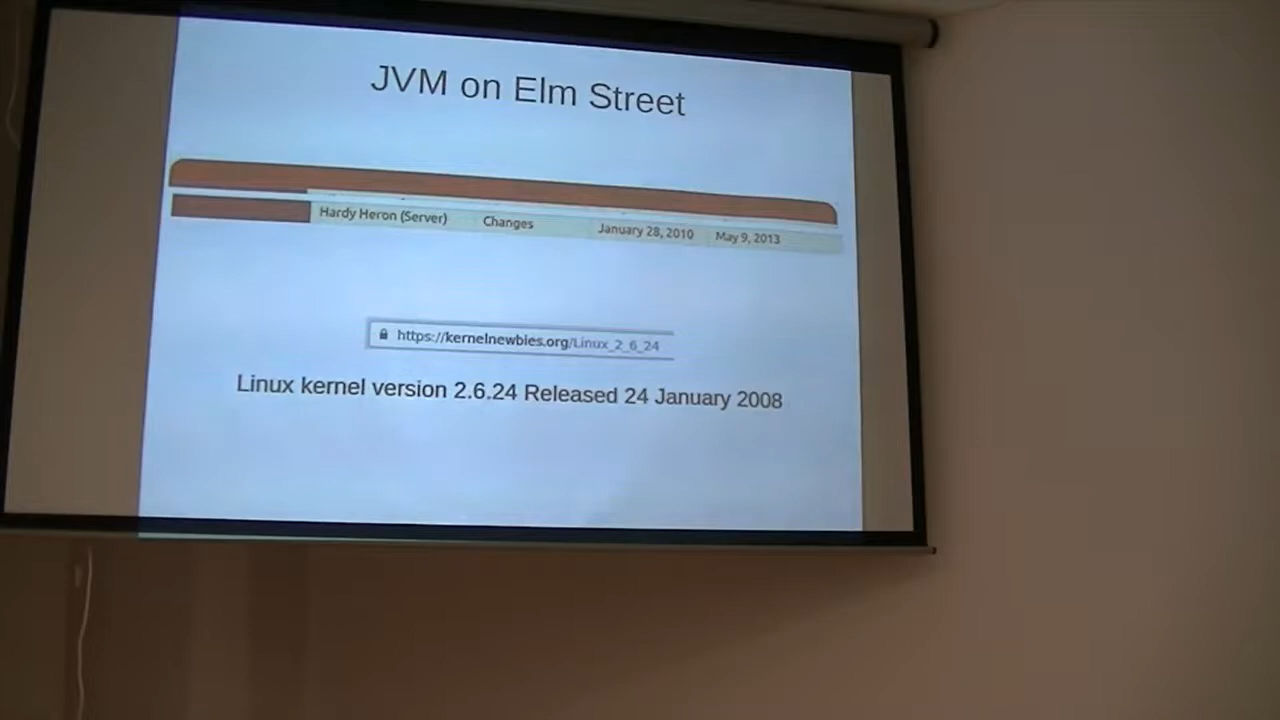 JVM on Elm Street
Hardy Heron (Server) Changes January 28, 2010 May 9, 2013
https://kernelnewbies.org/Linux_2_6_24
Linux kernel version 2.6.24 Released 24 January 2008